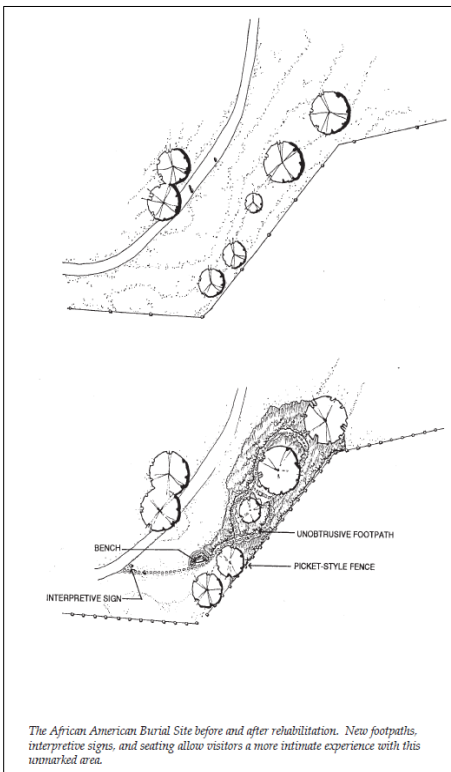 UNOBTRUSIVE FOOTPATH
BENCH
PICKET-STYLE FENCE
INTERPRETIVE SIGN
The African American Burial Site before and after rehabilitation. New footpaths,
interpretive signs, and seating allow visitors a more intimate experience with this
unmarked area.